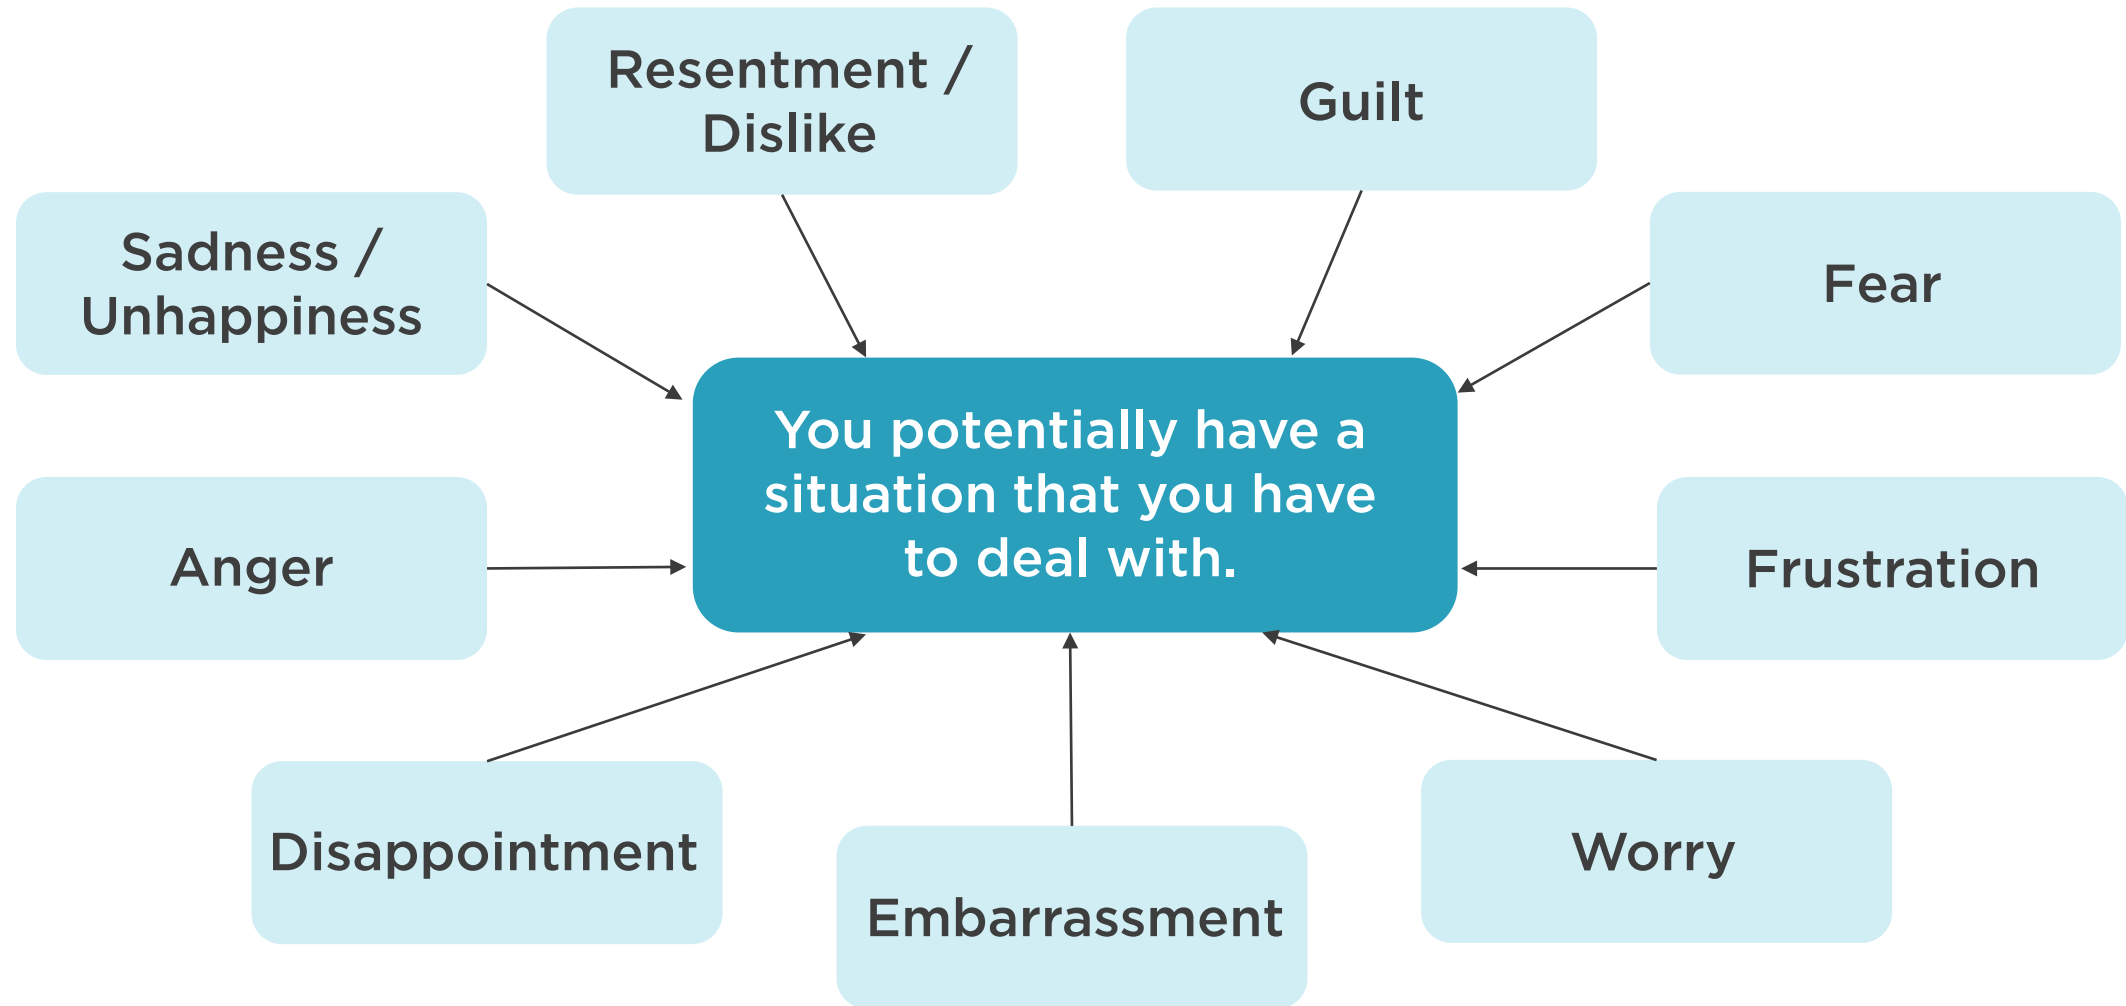 Resentment /
Dislike
Guilt
Sadness /
Unhappiness
Fear
You potentially have a
situation that you have
to deal with.
Anger
Frustration
Disappointment
Worry
Embarrassment